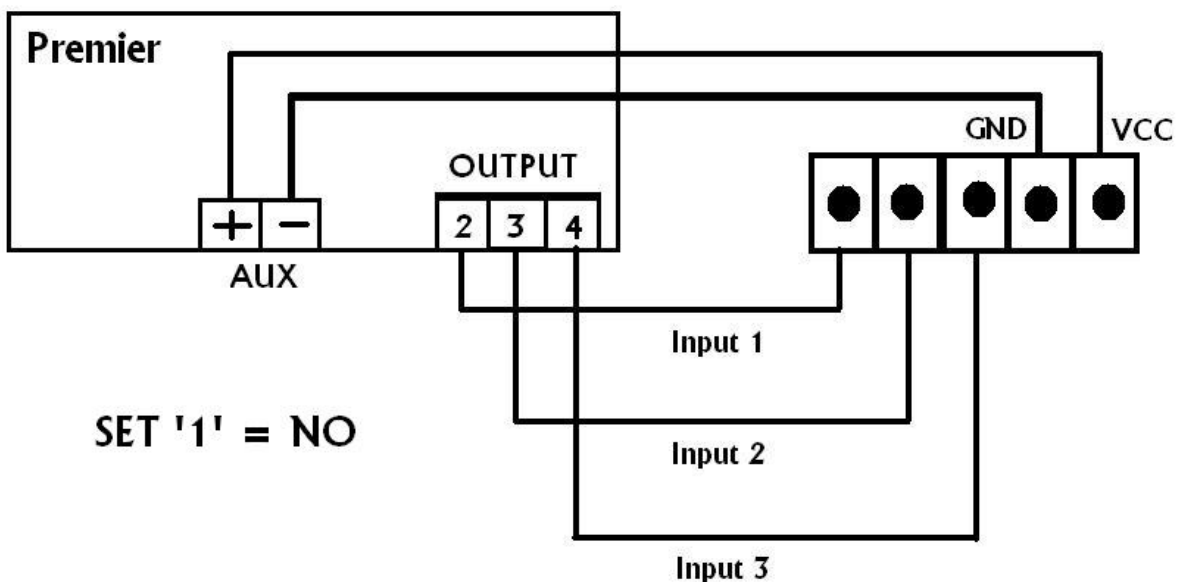 Premier
GND
VCC
OUTPUT
+ -
2 3 4
AUX
Input 1
SET '1' = NO
Input 2
Input 3